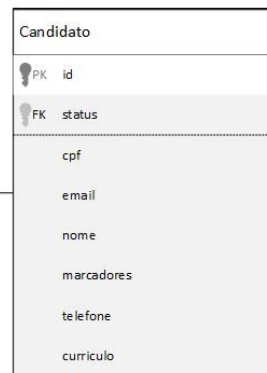 Candidato
PK id
FK status
cpf
email
nome
marcadores
telefone
curriculo